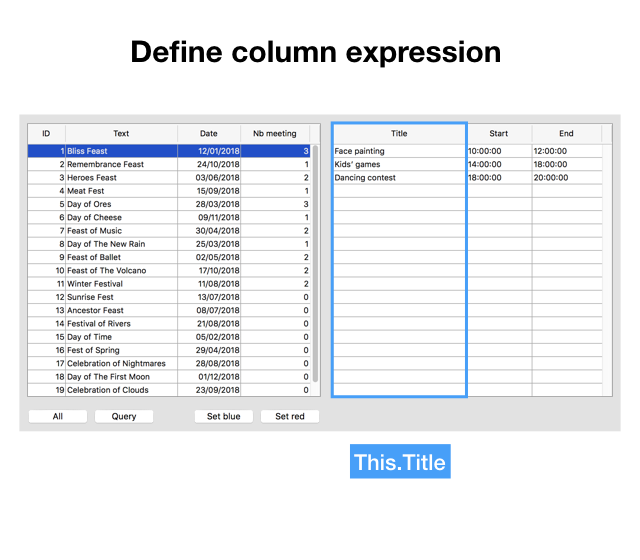 Define column expression
ID Text Date Nb meeting Title Start End
1 Bliss Feast 12/01/2018 3 Face painting 10:00:00 12:00:00
2 Remembrance Feast 24/10/2018 1 Kids' games 14:00:00 18:00:00
3 Heroes Feast 03/06/2018 2 Dancing contest 18:00:00 20:00:00
4 Meat Fest 15/09/2018 1
5 Day of Ores 28/03/2018 3
6 Day of Cheese 09/11/2018 1
7 Feast of Music 30/04/2018 2
8 Day of The New Rain 25/03/2018 1
9 Feast of Ballet 02/05/2018 2
10 Feast of The Volcano 17/10/2018 2
11 Winter Festival 11/08/2018 2
12 Sunrise Fest 13/07/2018 0
13 Ancestor Feast 08/07/2018 0
14 Festival of Rivers 21/08/2018 0
15 Day of Time 05/02/2018 0
16 Fest of Spring 29/04/2018 0
17 Celebration of Nightmares 28/08/2018 0
18 Day of The First Moon 01/12/2018 0
19 Celebration of Clouds 23/09/2018 0
All Query Set blue Set red
This.Title